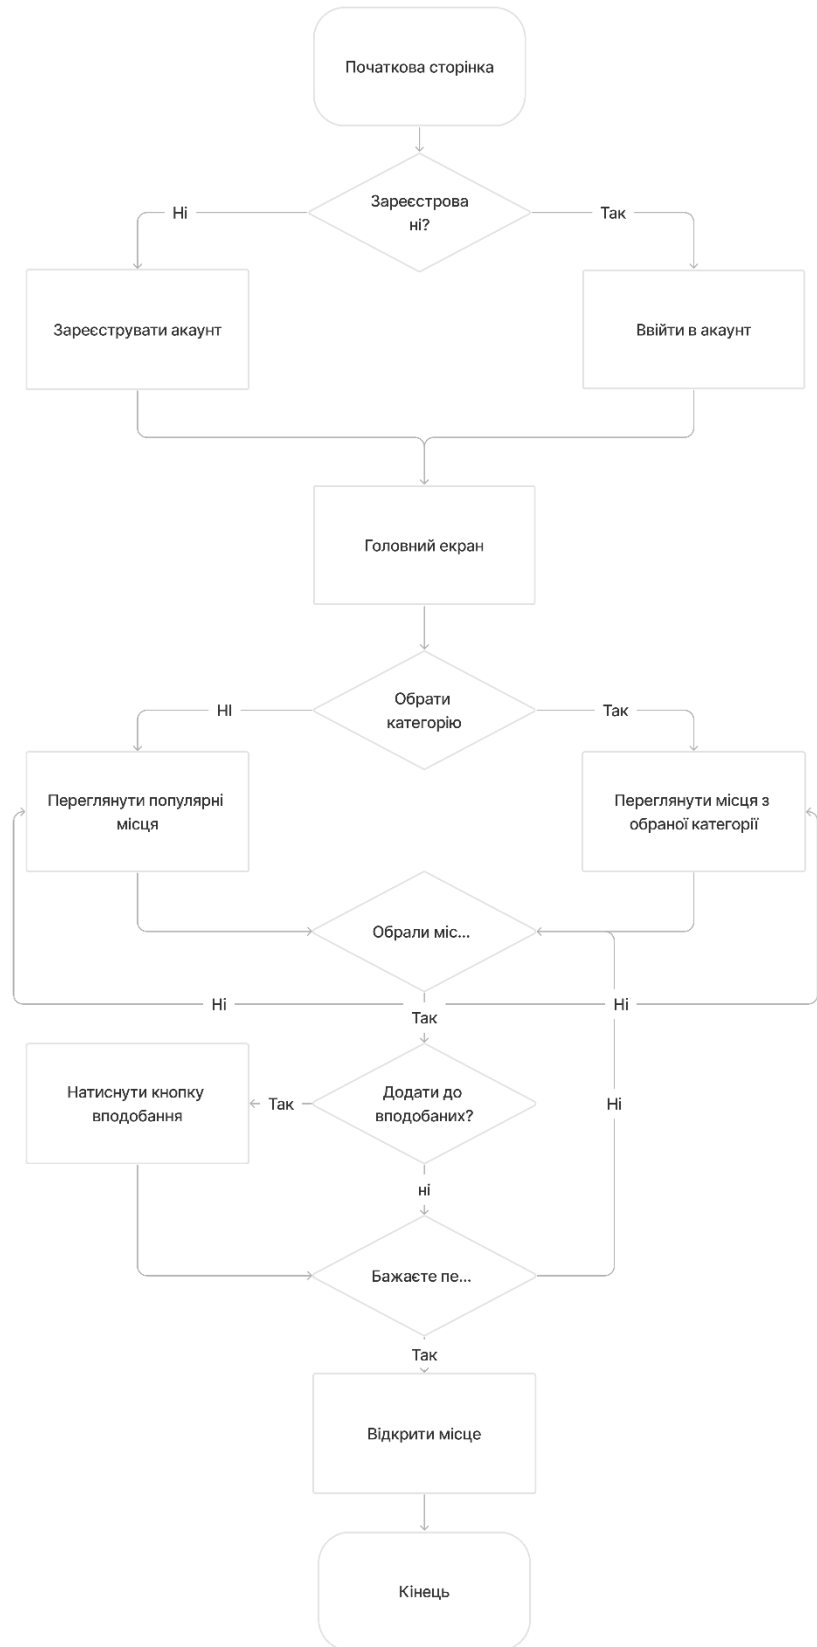 Початкова сторінка
Зареєстрова
ні?
Ні
Так
Зареєструвати акаунт
Ввійти в акаунт
Головний екран
Обрати
категорію
НІ
Так
Переглянути популярні
місця
Переглянути місця з
обраної категорії
Обрали міс...
Ні
Ні
Так
Натиснути кнопку
вподобання
Так
Додати до
вподобаних?
Ні
ні
Бажаєте пе...
Так
Відкрити місце
Кінець